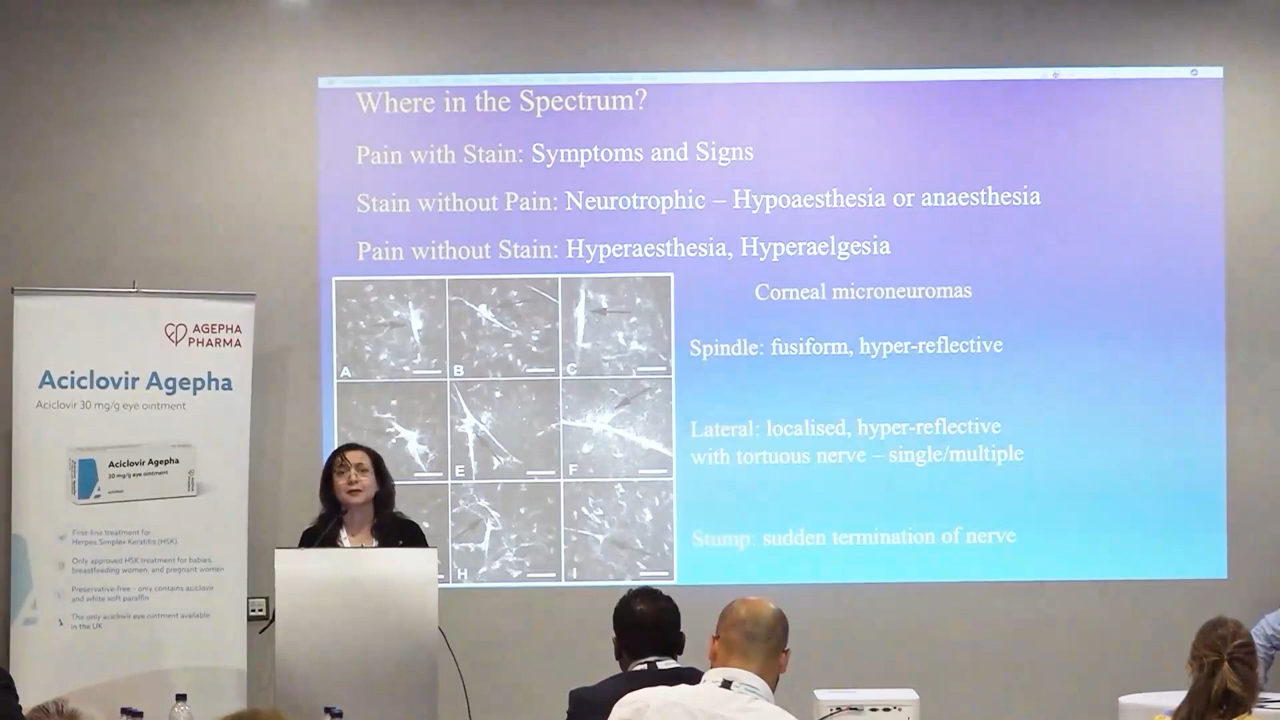 Where in the Spectrum?
Pain with Stain: Symptoms and Signs
Stain without Pain: Neurotrophic – Hypoaesthesia or anaesthesia
Pain without Stain: Hyperaesthesia, Hyperaelgesia
Corneal microneuromas
Spindle: fusiform, hyper-reflective
Lateral: localised, hyper-reflective
with tortuous nerve – single/multiple
Stump: sudden termination of nerve
A
B
C
E
F
H
I
AGEPHA
PHARMA
Aciclovir Agepha
Aciclovir 30 mg/g eye ointment
Aciclovir Agepha
30 mg/g eye ointment
First-line treatment for
Herpes Simplex Keratitis (HSK)
Only approved HSK treatment for babies,
breastfeeding women, and pregnant women
Preservative-free – only contains aciclovir
and white soft paraffin
The only aciclovir eye ointment available
in the UK